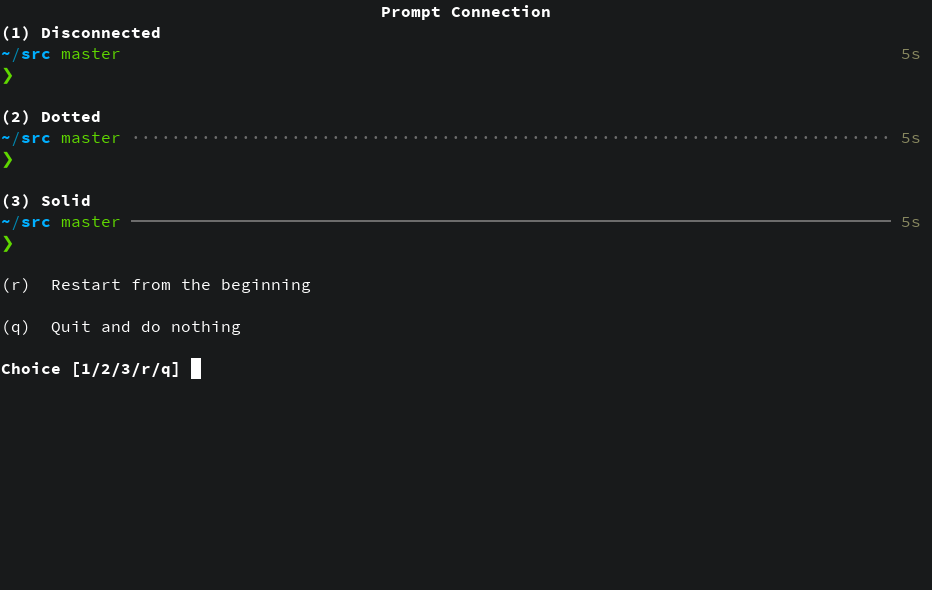 Prompt Connection
(1) Disconnected
~/src master 5s
❯
(2) Dotted
~/src master ··········································································· 5s
❯
(3) Solid
~/src master ──────────────────────────────────────────────────────────────────────────── 5s
❯
(r) Restart from the beginning
(q) Quit and do nothing
Choice [1/2/3/r/q]